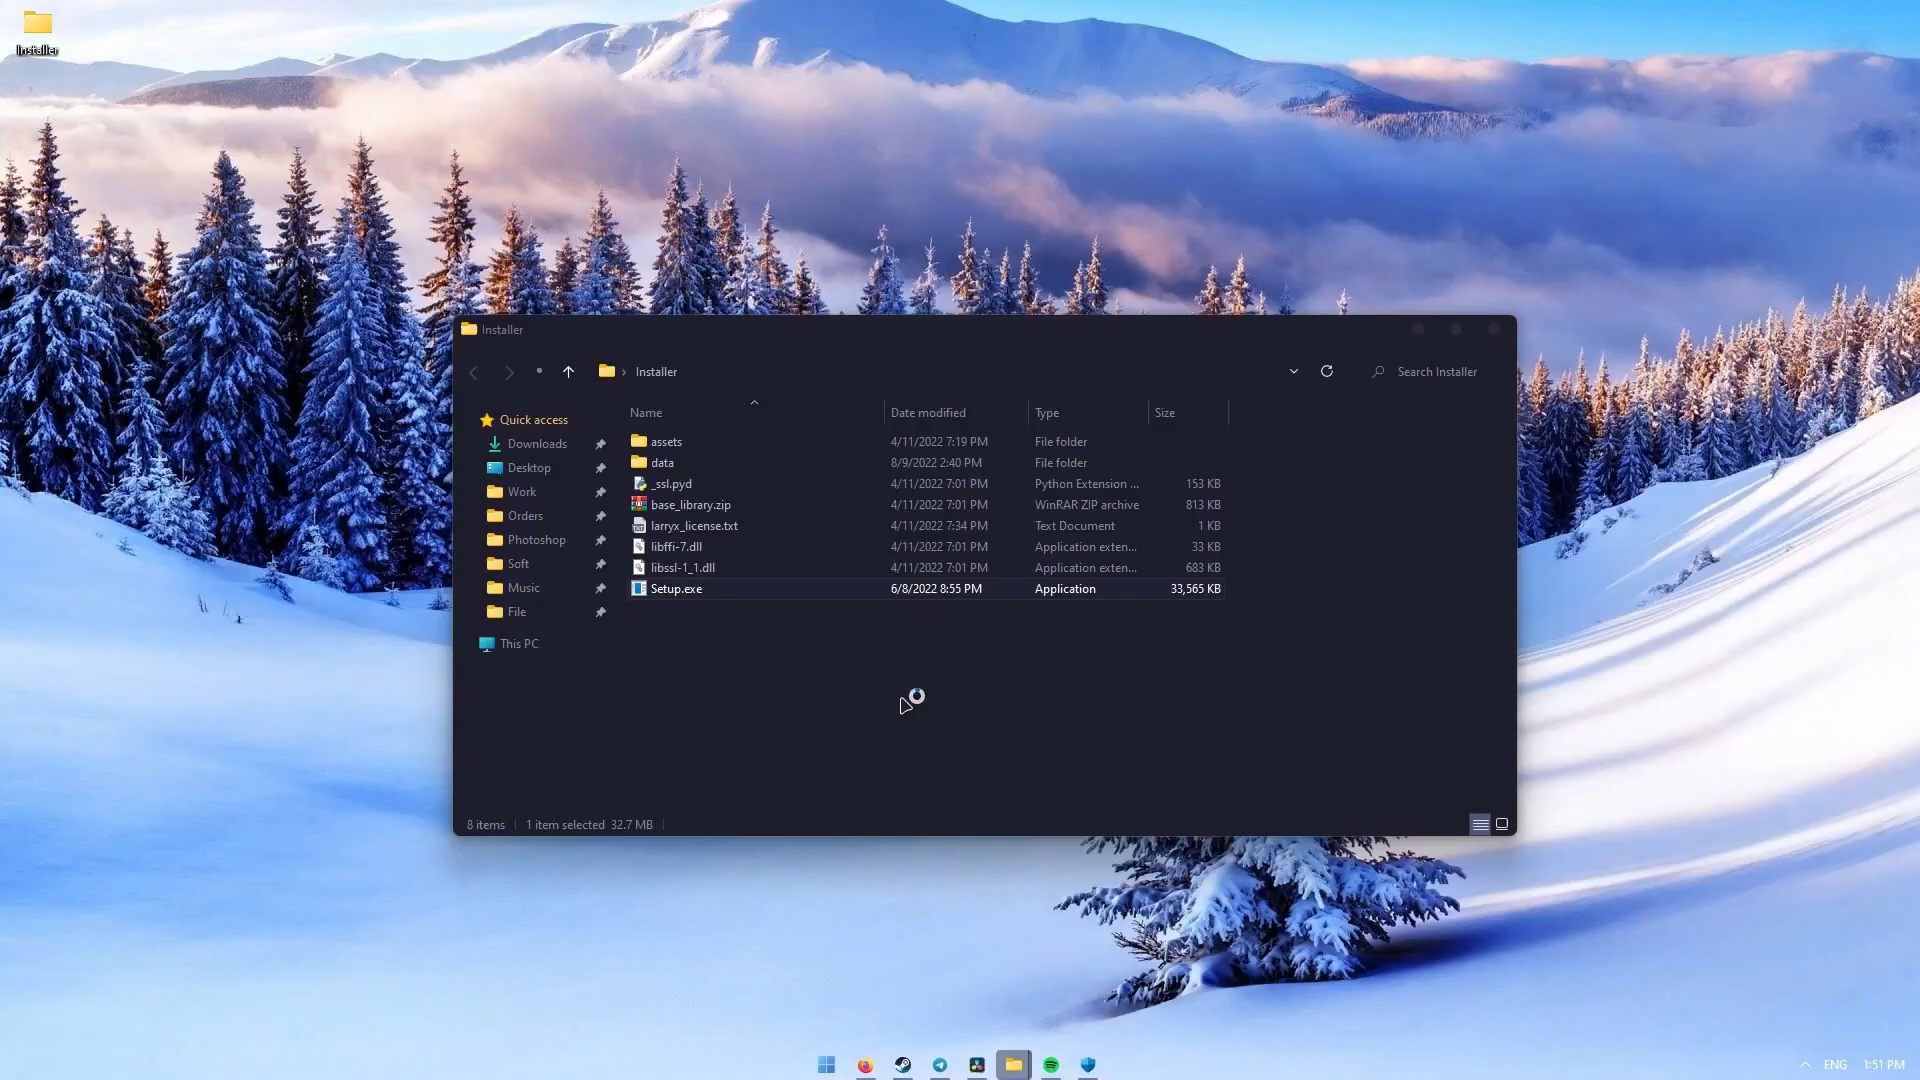 Installer
Installer
Installer
Search Installer
Name
Date modified
Type
Size
Quick access
Downloads
Desktop
Work
Orders
Photoshop
Soft
Music
File
This PC
assets 4/11/2022 7:19 PM File folder
data 8/9/2022 2:40 PM File folder
_ssl.pyd 4/11/2022 7:01 PM Python Extension ... 153 KB
base_library.zip 4/11/2022 7:01 PM WinRAR ZIP archive 813 KB
larryx_license.txt 4/11/2022 7:34 PM Text Document 1 KB
libffi-7.dll 4/11/2022 7:01 PM Application exten... 33 KB
libssl-1_1.dll 4/11/2022 7:01 PM Application exten... 683 KB
Setup.exe 6/8/2022 8:55 PM Application 33,565 KB
8 items 1 item selected 32.7 MB
ENG 1:51 PM